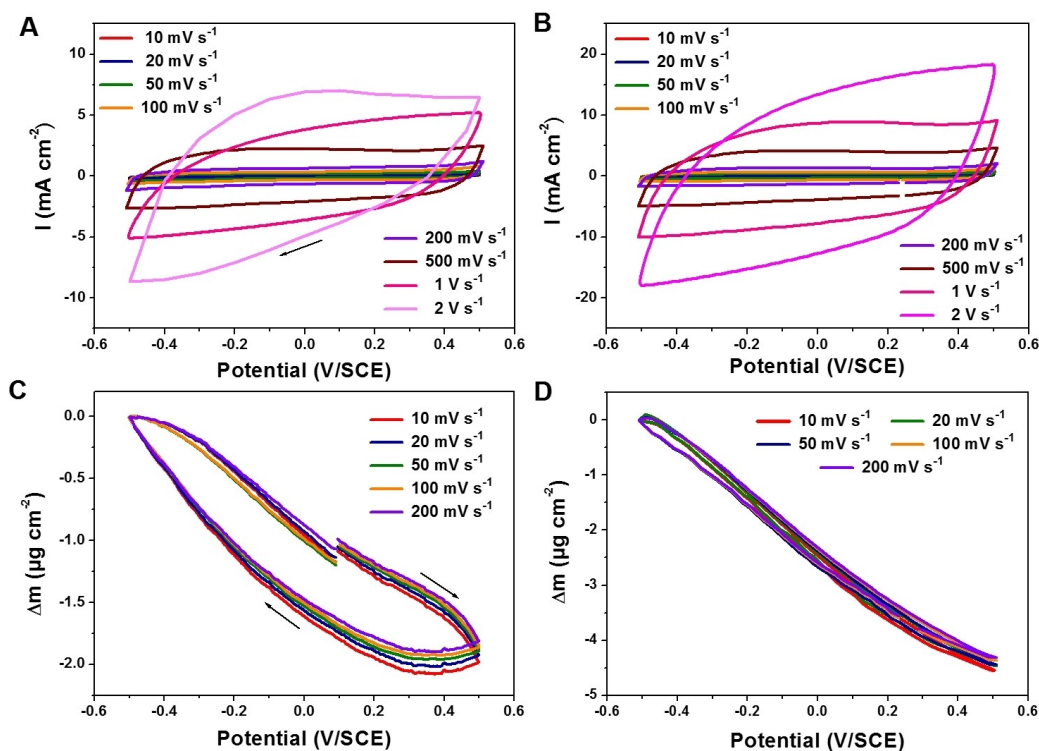 A
10 mV s⁻¹
20 mV s⁻¹
50 mV s⁻¹
100 mV s⁻¹
10
5
0
-5
-10
I (mA cm⁻²)
200 mV s⁻¹
500 mV s⁻¹
1 V s⁻¹
2 V s⁻¹
-0.6 -0.4 -0.2 0.0 0.2 0.4 0.6
Potential (V/SCE)
B
10 mV s⁻¹
20 mV s⁻¹
50 mV s⁻¹
100 mV s⁻¹
20
10
0
-10
-20
I (mA cm⁻²)
200 mV s⁻¹
500 mV s⁻¹
1 V s⁻¹
2 V s⁻¹
-0.6 -0.4 -0.2 0.0 0.2 0.4 0.6
Potential (V/SCE)
C
10 mV s⁻¹
20 mV s⁻¹
50 mV s⁻¹
100 mV s⁻¹
200 mV s⁻¹
0.0
-0.5
-1.0
-1.5
-2.0
Δm (µg cm⁻²)
-0.6 -0.4 -0.2 0.0 0.2 0.4 0.6
Potential (V/SCE)
D
10 mV s⁻¹ 20 mV s⁻¹
50 mV s⁻¹ 100 mV s⁻¹
200 mV s⁻¹
0
-1
-2
-3
-4
-5
Δm (µg cm⁻²)
-0.6 -0.4 -0.2 0.0 0.2 0.4 0.6
Potential (V/SCE)